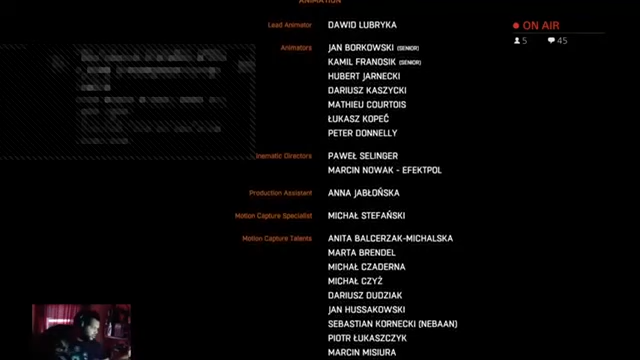 ANIMATION
Lead Animator DAWID LUBRYKA
Animators JAN BORKOWSKI (SENIOR)
KAMIL FRANOSIK (SENIOR)
HUBERT JARNECKI
DARIUSZ KASZYCKI
MATHIEU COURTOIS
ŁUKASZ KOPEĆ
PETER DONNELLY
inematic Directors PAWEŁ SELINGER
MARCIN NOWAK - EFEKTPOL
Production Assistant ANNA JABŁOŃSKA
Motion Capture Specialist MICHAŁ STEFAŃSKI
Motion Capture Talents ANITA BALCERZAK-MICHALSKA
MARTA BRENDEL
MICHAŁ CZADERNA
MICHAŁ CZYŻ
DARIUSZ DUDZIAK
JAN HUSSAKOWSKI
SEBASTIAN KORNECKI (NEBAAN)
PIOTR ŁUKASZCZYK
MARCIN MISIURA
ON AIR
5 45